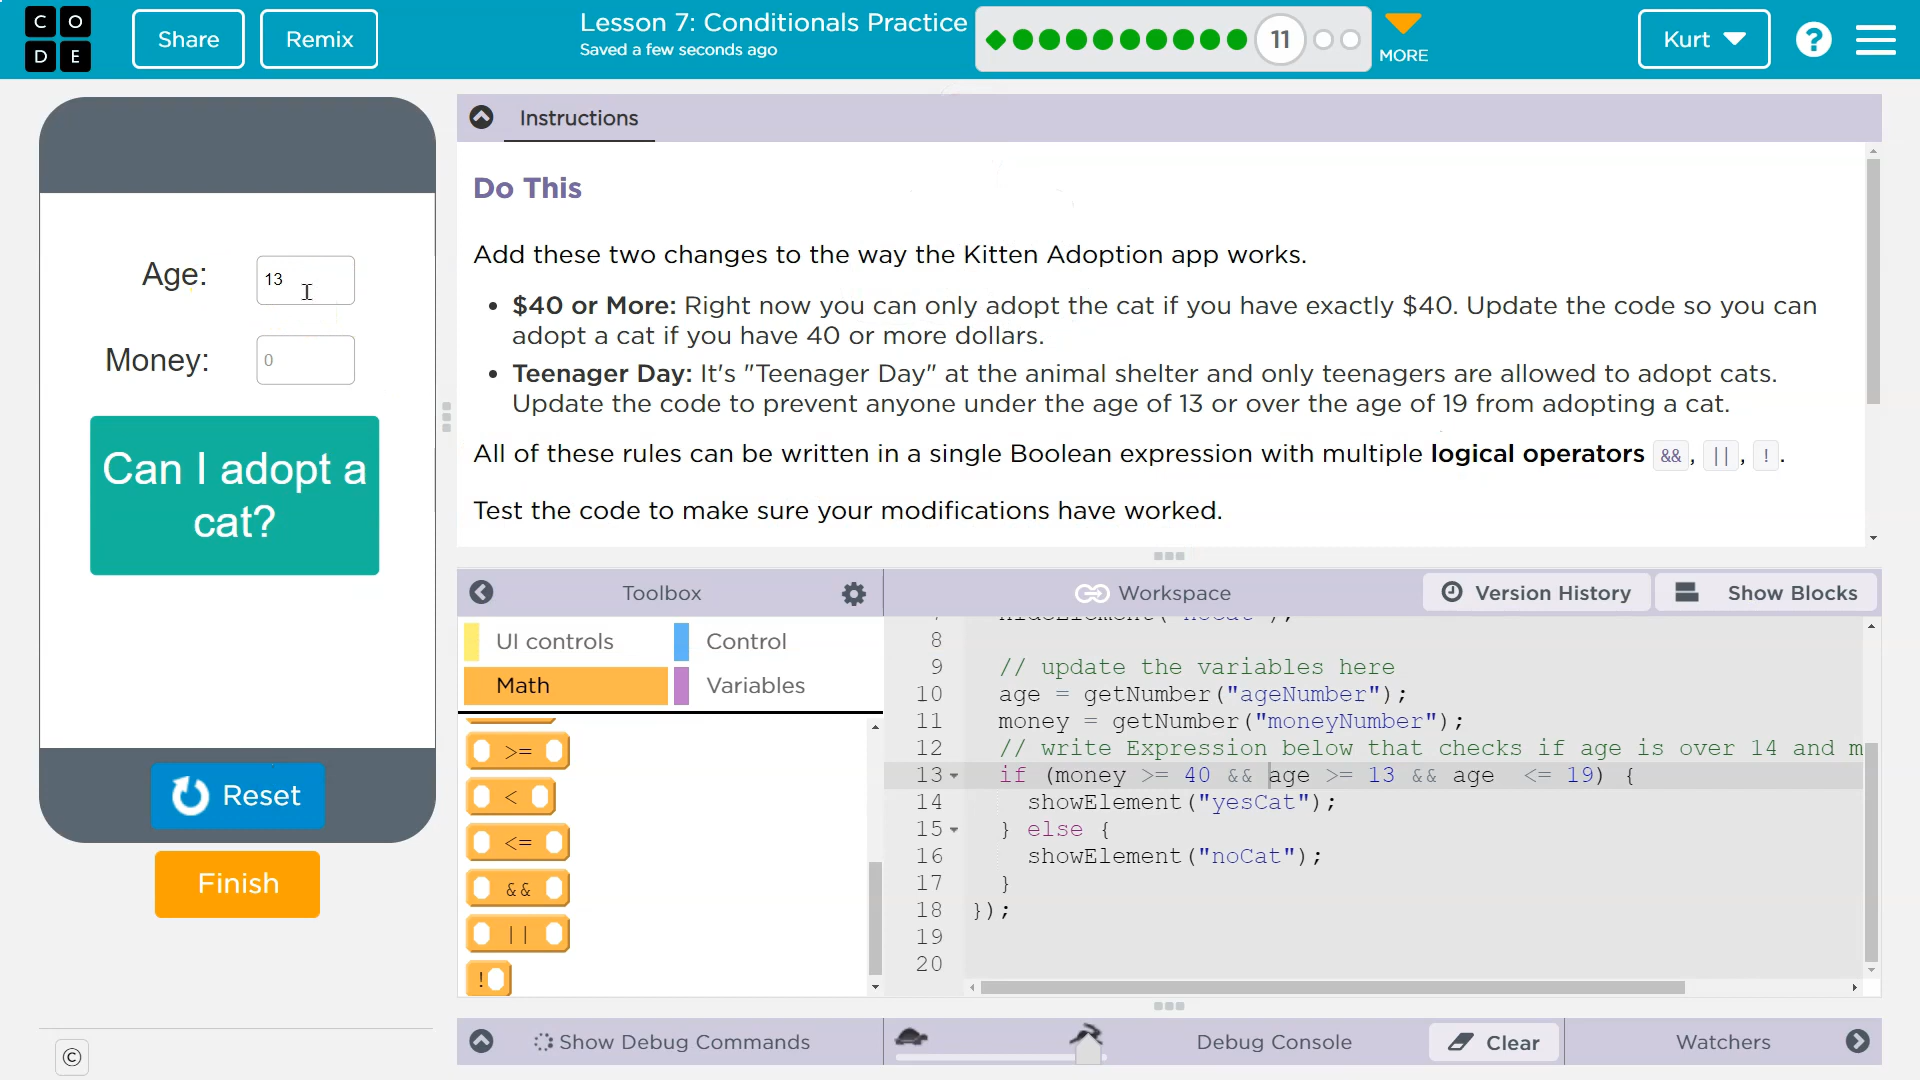 CODE
Share
Remix
Lesson 7: Conditionals Practice
Saved a few seconds ago
11
MORE
Kurt
?
Instructions
Do This
Add these two changes to the way the Kitten Adoption app works.
• $40 or More: Right now you can only adopt the cat if you have exactly $40. Update the code so you can
adopt a cat if you have 40 or more dollars.
• Teenager Day: It's "Teenager Day" at the animal shelter and only teenagers are allowed to adopt cats.
Update the code to prevent anyone under the age of 13 or over the age of 19 from adopting a cat.
All of these rules can be written in a single Boolean expression with multiple logical operators &&, ||, !.
Test the code to make sure your modifications have worked.
Age:
13
Money:
0
Can I adopt a
cat?
Reset
Finish
©
Toolbox
UI controls
Control
Math
Variables
>=
<
<=
&&
||
!
Workspace
Version History
Show Blocks
8
9 // update the variables here
10 age = getNumber("ageNumber");
11 money = getNumber("moneyNumber");
12 // write Expression below that checks if age is over 14 and m
13 if (money >= 40 && age >= 13 && age  <= 19) {
14 showElement("yesCat");
15 } else {
16 showElement("noCat");
17 }
18 });
19
20
Show Debug Commands
Debug Console
Clear
Watchers